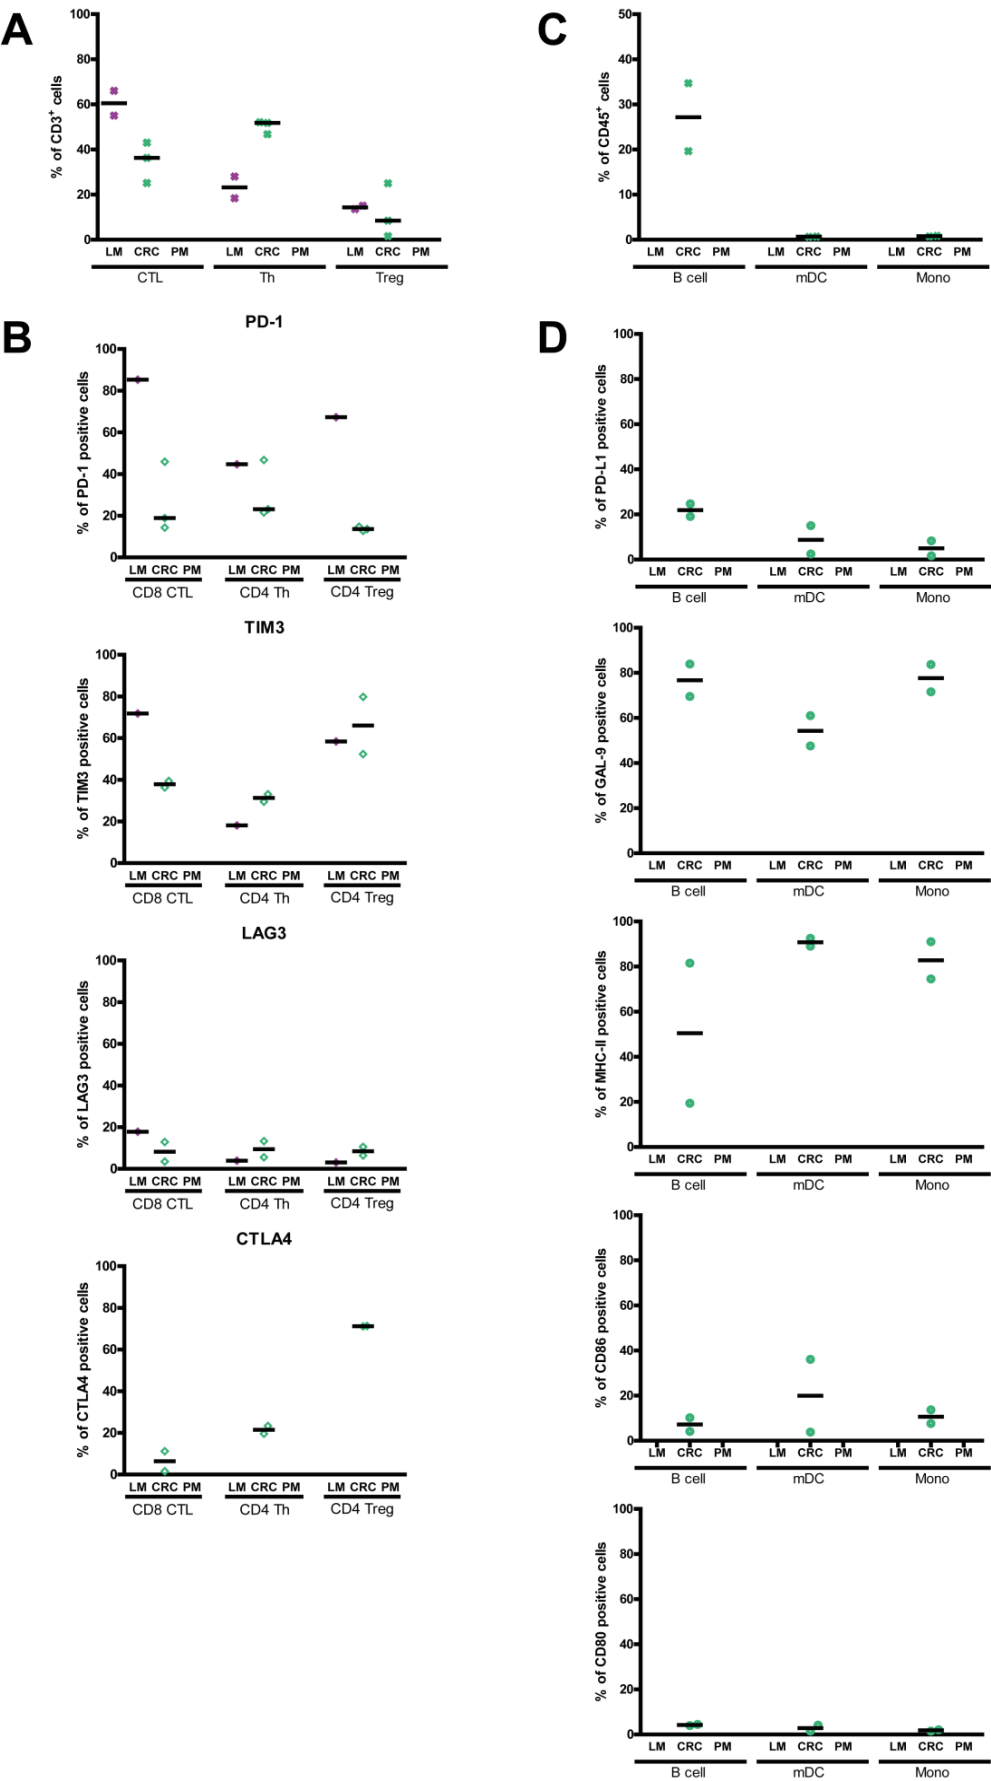 A
% of CD3+ cells
100
80
60
40
20
0
LM CRC PM LM CRC PM LM CRC PM
CTL Th Treg
B
PD-1
% of PD-1 positive cells
100
80
60
40
20
0
LM CRC PM LM CRC PM LM CRC PM
CD8 CTL CD4 Th CD4 Treg
TIM3
% of TIM3 positive cells
100
80
60
40
20
0
LM CRC PM LM CRC PM LM CRC PM
CD8 CTL CD4 Th CD4 Treg
LAG3
% of LAG3 positive cells
100
80
60
40
20
0
LM CRC PM LM CRC PM LM CRC PM
CD8 CTL CD4 Th CD4 Treg
CTLA4
% of CTLA4 positive cells
100
80
60
40
20
0
LM CRC PM LM CRC PM LM CRC PM
CD8 CTL CD4 Th CD4 Treg
C
% of CD45+ cells
50
40
30
20
10
0
LM CRC PM LM CRC PM LM CRC PM
B cell mDC Mono
D
% of PD-L1 positive cells
100
80
60
40
20
0
LM CRC PM LM CRC PM LM CRC PM
B cell mDC Mono
% of GAL-9 positive cells
100
80
60
40
20
0
LM CRC PM LM CRC PM LM CRC PM
B cell mDC Mono
% of MHC-II positive cells
100
80
60
40
20
0
LM CRC PM LM CRC PM LM CRC PM
B cell mDC Mono
% of CD86 positive cells
100
80
60
40
20
0
LM CRC PM LM CRC PM LM CRC PM
B cell mDC Mono
% of CD80 positive cells
100
80
60
40
20
0
LM CRC PM LM CRC PM LM CRC PM
B cell mDC Mono